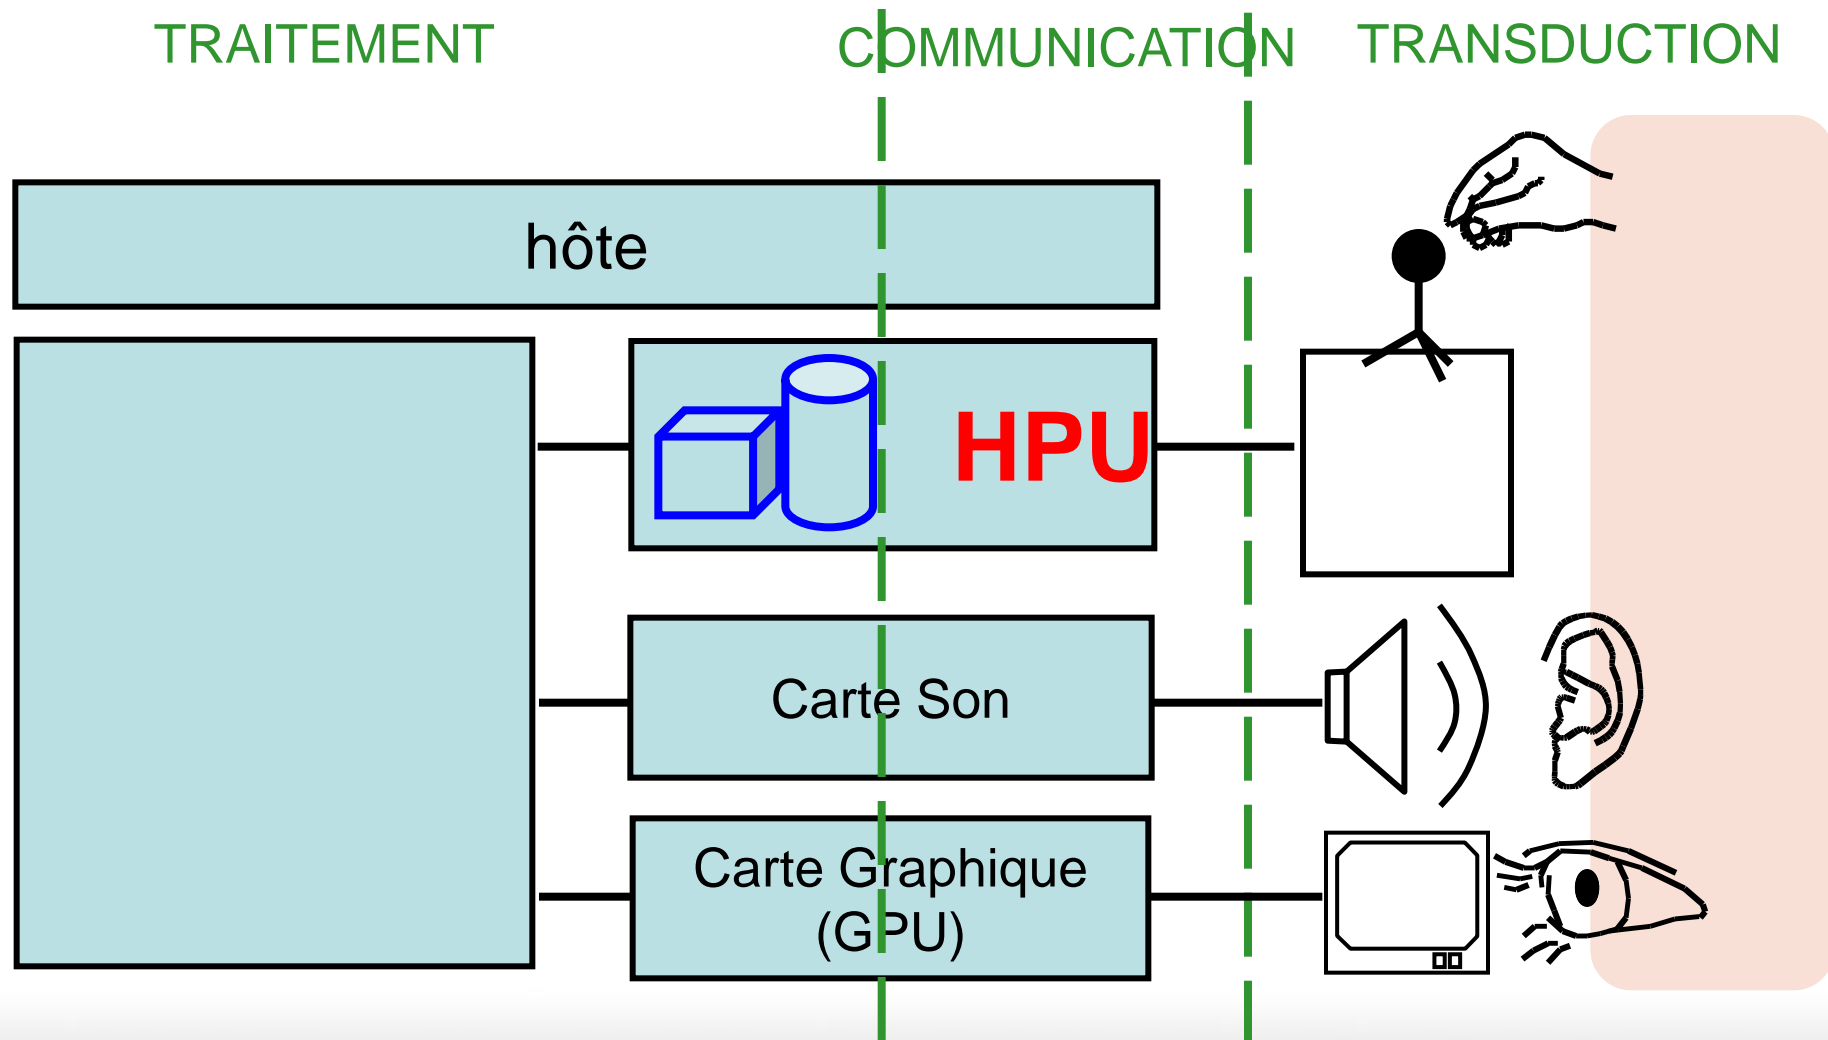 TRAITEMENT
COMMUNICATION
TRANSDUCTION
hôte
HPU
Carte Son
Carte Graphique
(GPU)